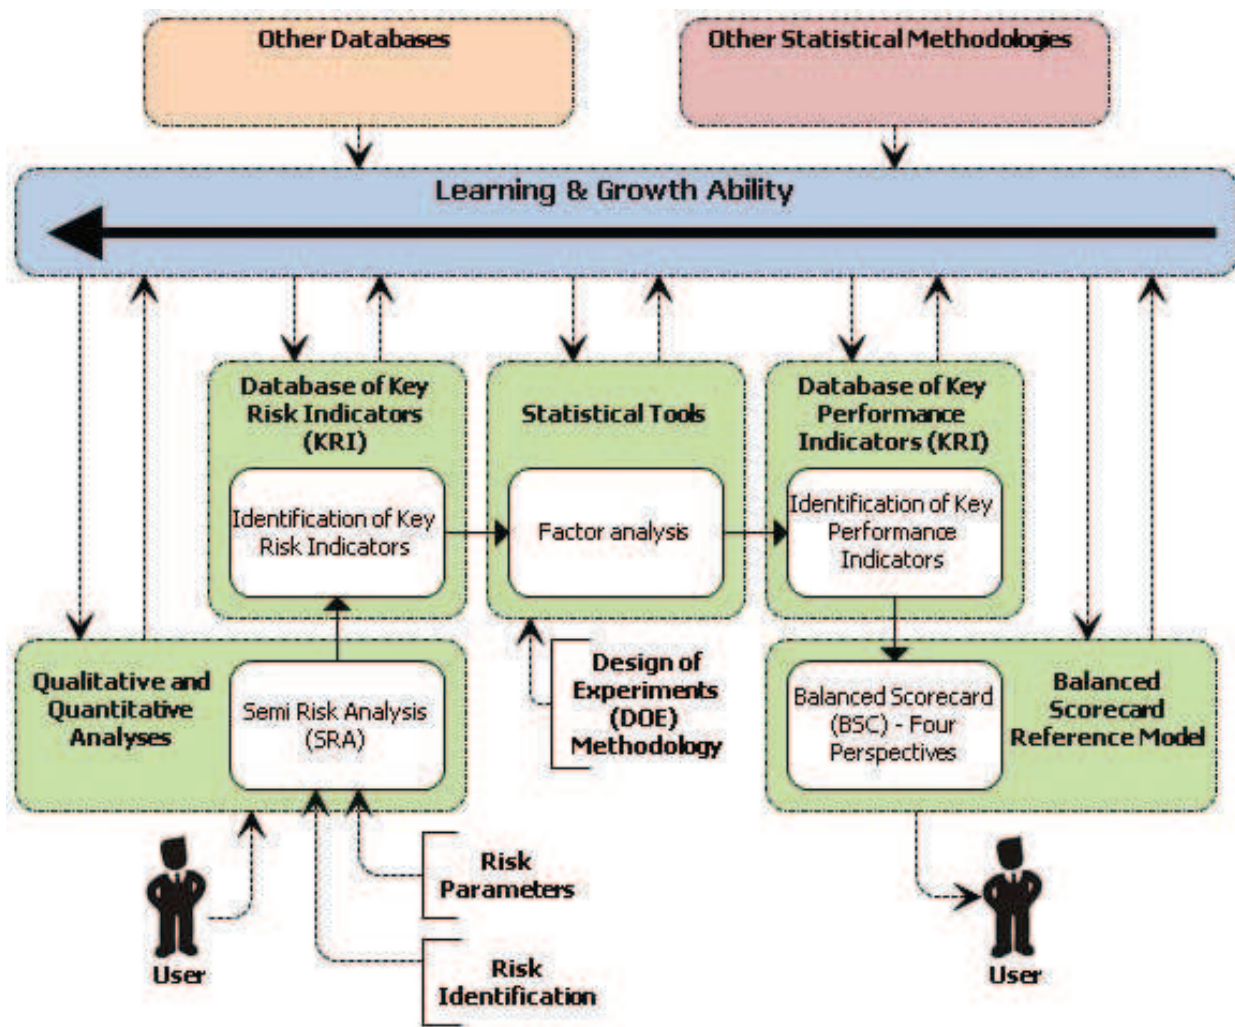 Other Databases
Other Statistical Methodologies
Learning & Growth Ability
Database of Key
Risk Indicators
(KRI)
Identification of Key
Risk Indicators
Statistical Tools
Factor analysis
Database of Key
Performance
Indicators (KRI)
Identification of Key
Performance
Indicators
Qualitative and
Quantitative
Analyses
Semi Risk Analysis
(SRA)
Design of
Experiments
(DOE)
Methodology
Balanced Scorecard
(BSC) - Four
Perspectives
Balanced
Scorecard
Reference Model
User
Risk
Parameters
Risk
Identification
User